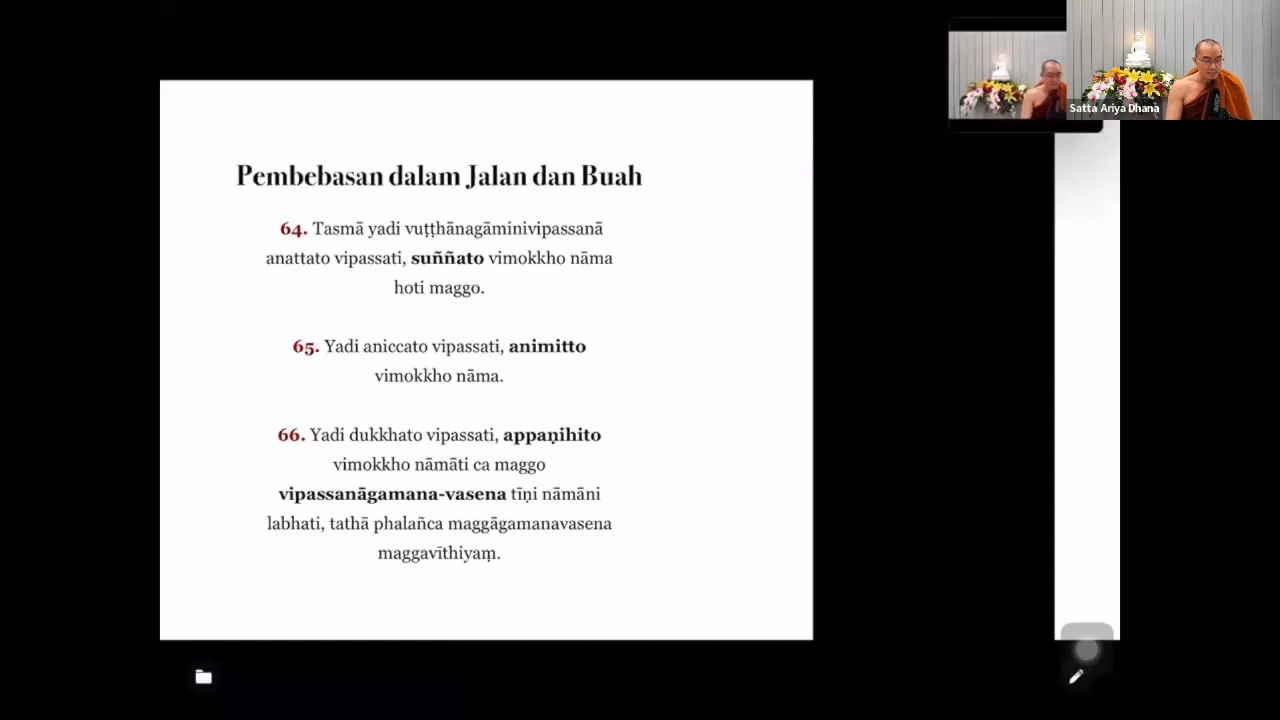 Satta Ariya Dhana
Pembebasan dalam Jalan dan Buah
64. Tasmā yadi vuṭṭhānagāminivipassanā
anattato vipassati, suññato vimokkho nāma
hoti maggo.
65. Yadi aniccato vipassati, animitto
vimokkho nāma.
66. Yadi dukkhato vipassati, appaṇihito
vimokkho nāmāti ca maggo
vipassanāgamana-vasena tīṇi nāmāni
labhati, tathā phalañca maggāgamanavasena
maggavīthiyaṃ.